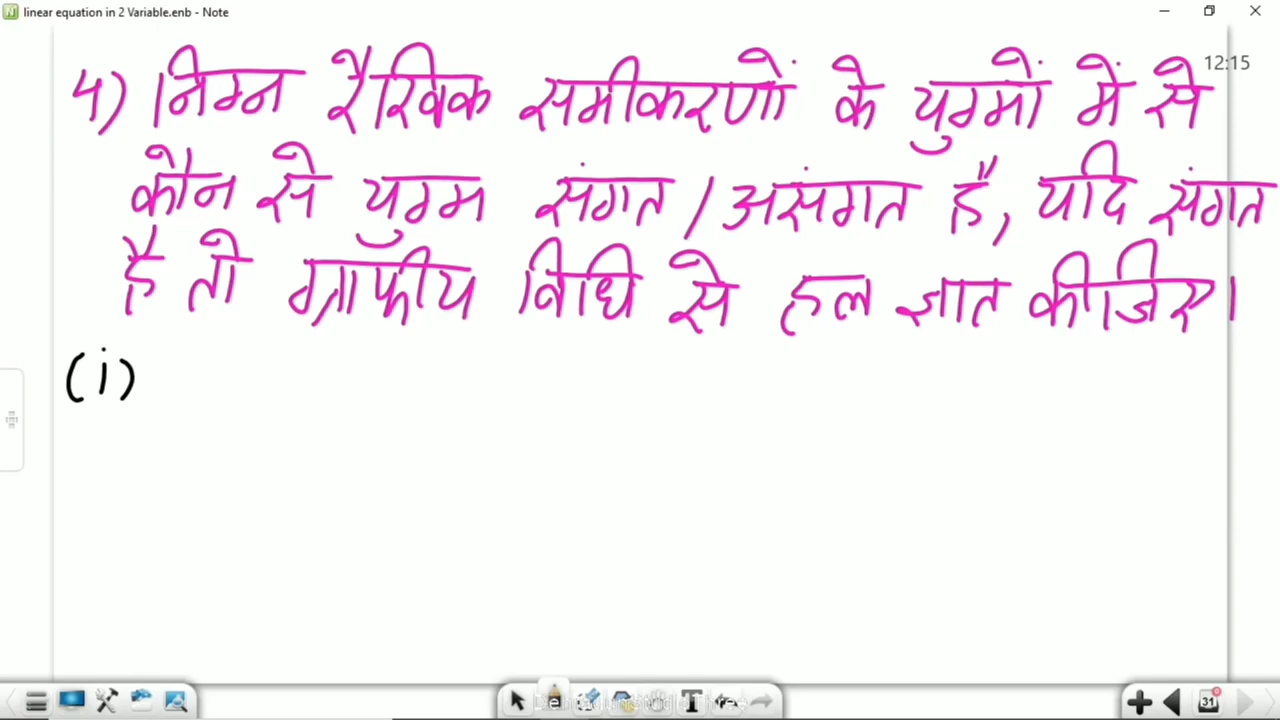 linear equation in 2 Variable.enb - Note
12:15
4) निम्न रैखिक समीकरणों के युग्मों में से
कौन से युग्म संगत / असंगत है, यदि संगत
है तो ग्राफीय विधि से हल ज्ञात कीजिए।
(i)
31